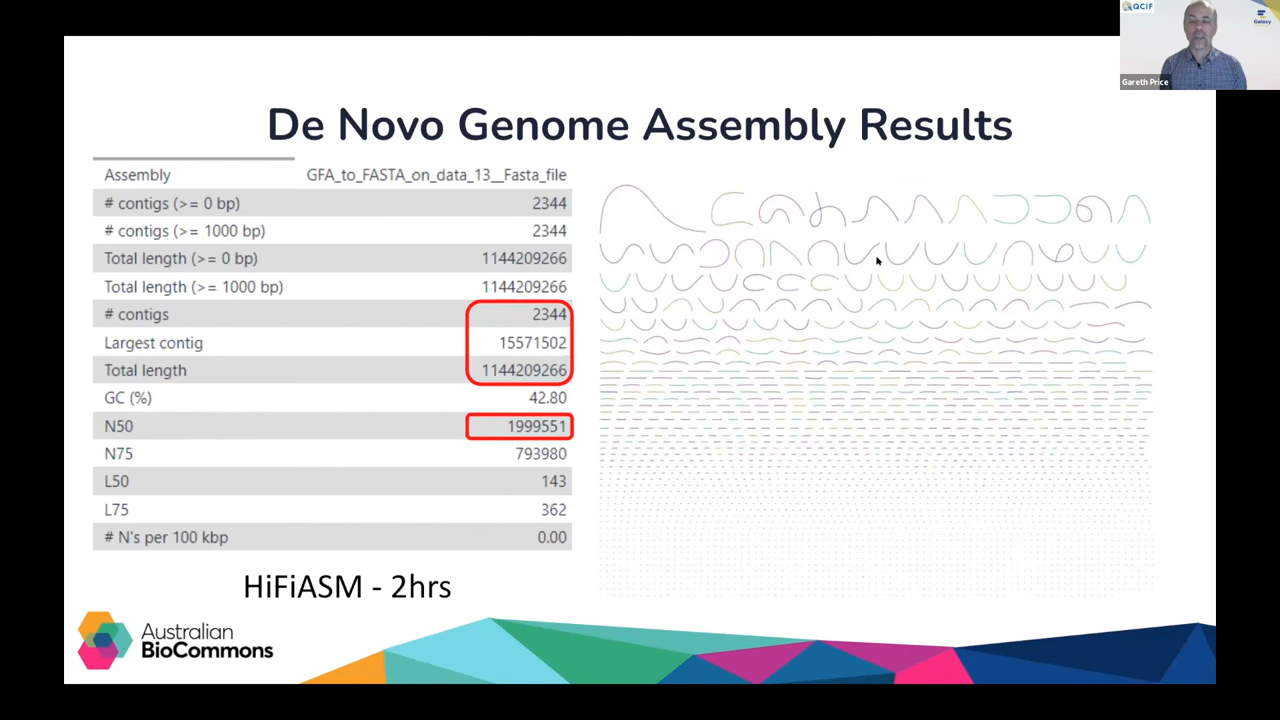 QCIF
Galaxy
Gareth Price
De Novo Genome Assembly Results
Assembly GFA_to_FASTA_on_data_13__Fasta_file
# contigs (>= 0 bp) 2344
# contigs (>= 1000 bp) 2344
Total length (>= 0 bp) 1144209266
Total length (>= 1000 bp) 1144209266
# contigs 2344
Largest contig 15571502
Total length 1144209266
GC (%) 42.80
N50 1999551
N75 793980
L50 143
L75 362
# N's per 100 kbp 0.00
HiFiASM - 2hrs
Australian
BioCommons